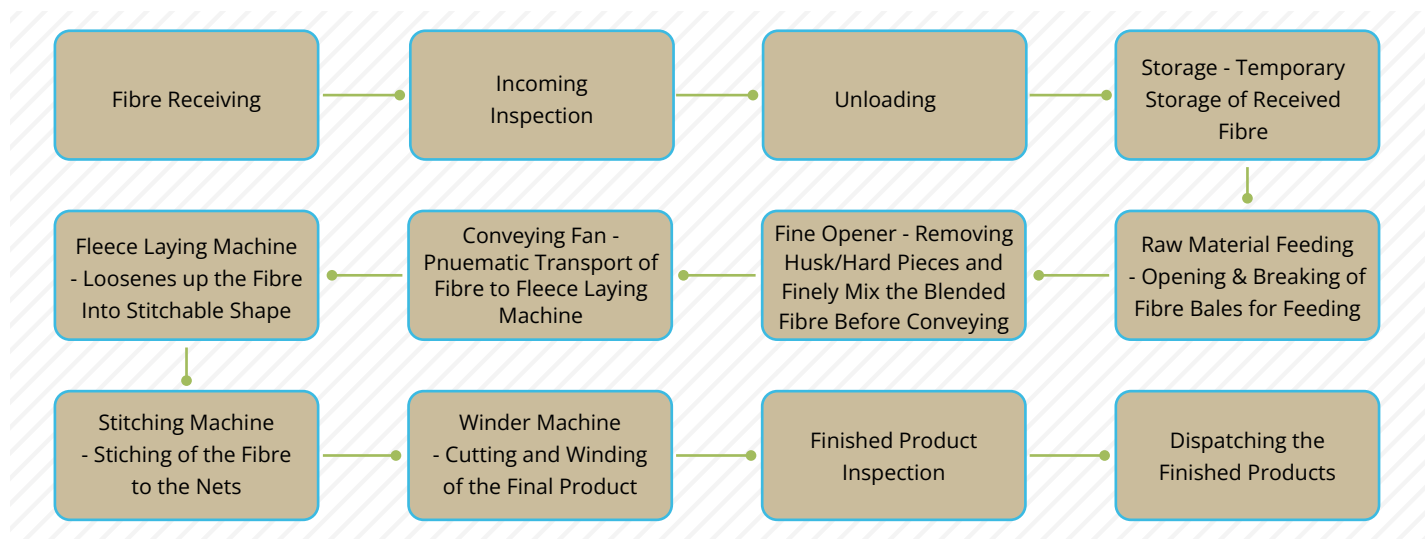 Fibre Receiving
Incoming
Inspection
Unloading
Storage - Temporary
Storage of Received
Fibre
Raw Material Feeding
- Opening & Breaking of
Fibre Bales for Feeding
Fine Opener - Removing
Husk/Hard Pieces and
Finely Mix the Blended
Fibre Before Conveying
Conveying Fan -
Pnuematic Transport of
Fibre to Fleece Laying
Machine
Fleece Laying Machine
- Loosenes up the Fibre
Into Stitchable Shape
Stitching Machine
- Stiching of the Fibre
to the Nets
Winder Machine
- Cutting and Winding
of the Final Product
Finished Product
Inspection
Dispatching the
Finished Products